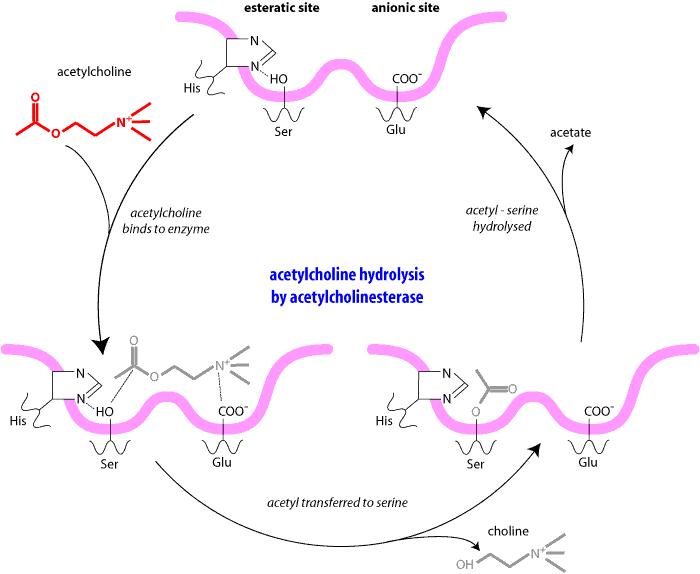 esteratic site
anionic site
N
N
HO
COO⁻
His
Ser
Glu
acetylcholine
O
O
N⁺
acetylcholine
binds to enzyme
acetate
acetyl - serine
hydrolysed
acetylcholine hydrolysis
by acetylcholinesterase
O
O
N⁺
N
N
HO
COO⁻
His
Ser
Glu
N
N
O
O
COO⁻
His
Ser
Glu
acetyl transferred to serine
choline
OH
N⁺